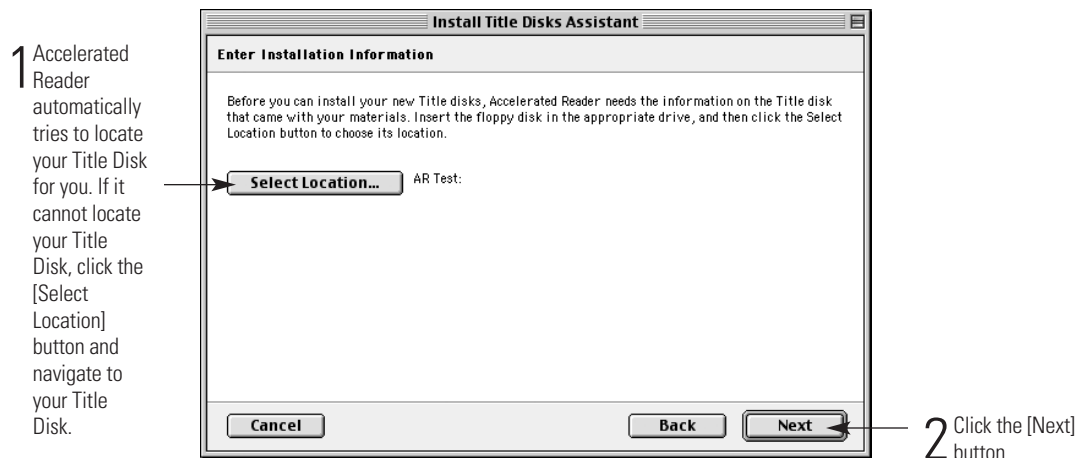 Install Title Disks Assistant
Enter Installation Information
Before you can install your new Title disks, Accelerated Reader needs the information on the Title disk
that came with your materials. Insert the floppy disk in the appropriate drive, and then click the Select
Location button to choose its location.
Select Location...
AR Test:
Cancel
Back
Next
1 Accelerated
Reader
automatically
tries to locate
your Title Disk
for you. If it
cannot locate
your Title
Disk, click the
[Select
Location]
button and
navigate to
your Title
Disk.
2 Click the [Next]
button